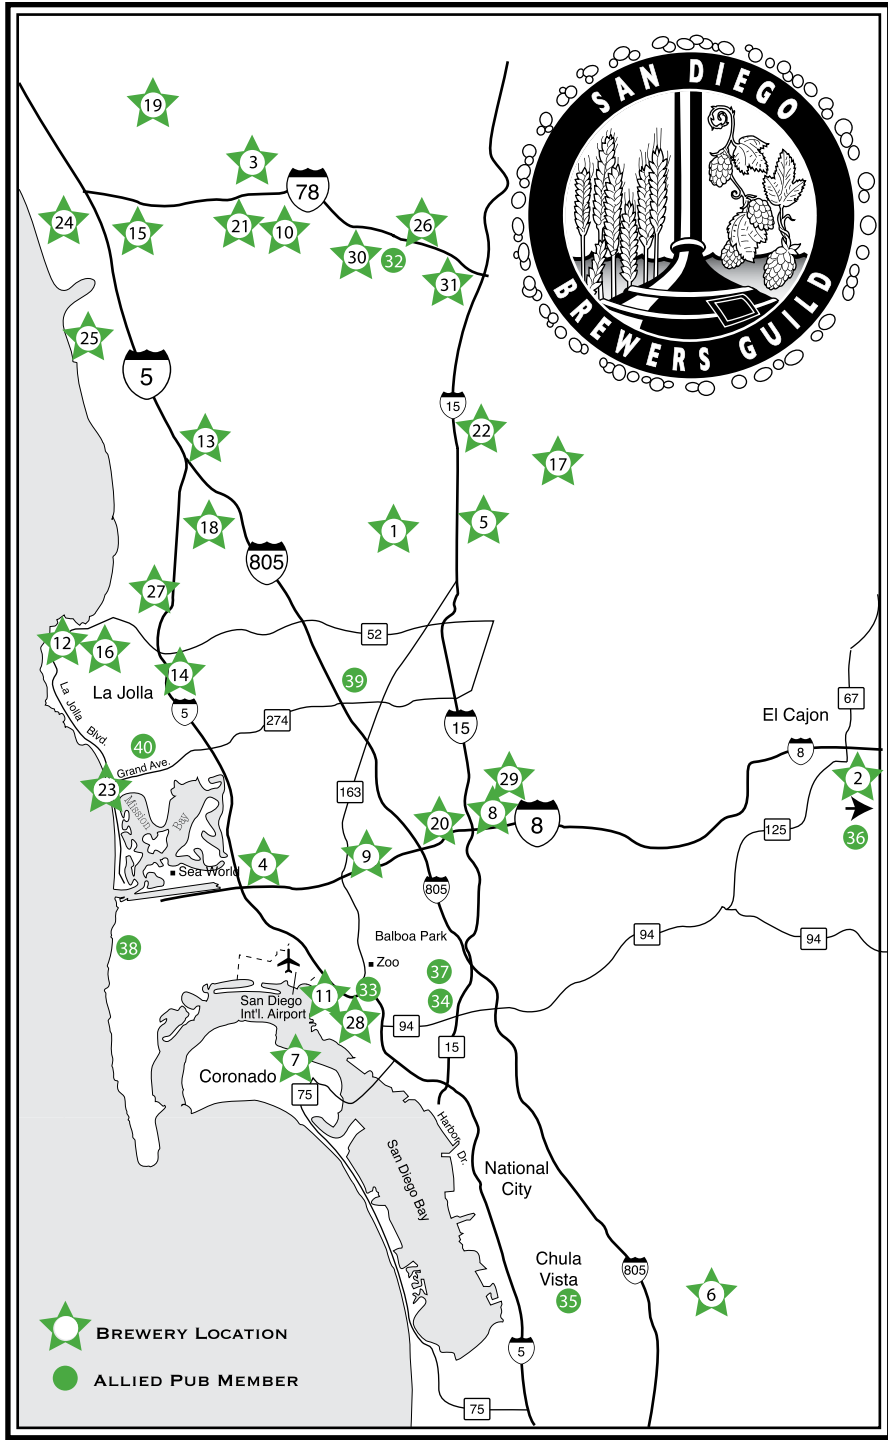 SAN DIEGO
BREWERS GUILD
19
3
78
24
15
21
10
26
30
32
31
25
5
15
22
13
17
18
1
5
805
27
12
16
52
14
La Jolla
39
La Jolla Blvd.
5
274
15
67
El Cajon
40
Grand Ave.
8
23
29
2
163
Mission
Bay
20
8
8
125
36
4
9
Sea World
805
94
94
38
Balboa Park
Zoo
37
33
34
11
San Diego
Int'l. Airport
28
94
15
7
Coronado
75
Harbor Dr.
San Diego Bay
National
City
Chula
Vista
35
805
6
5
75
BREWERY LOCATION
ALLIED PUB MEMBER